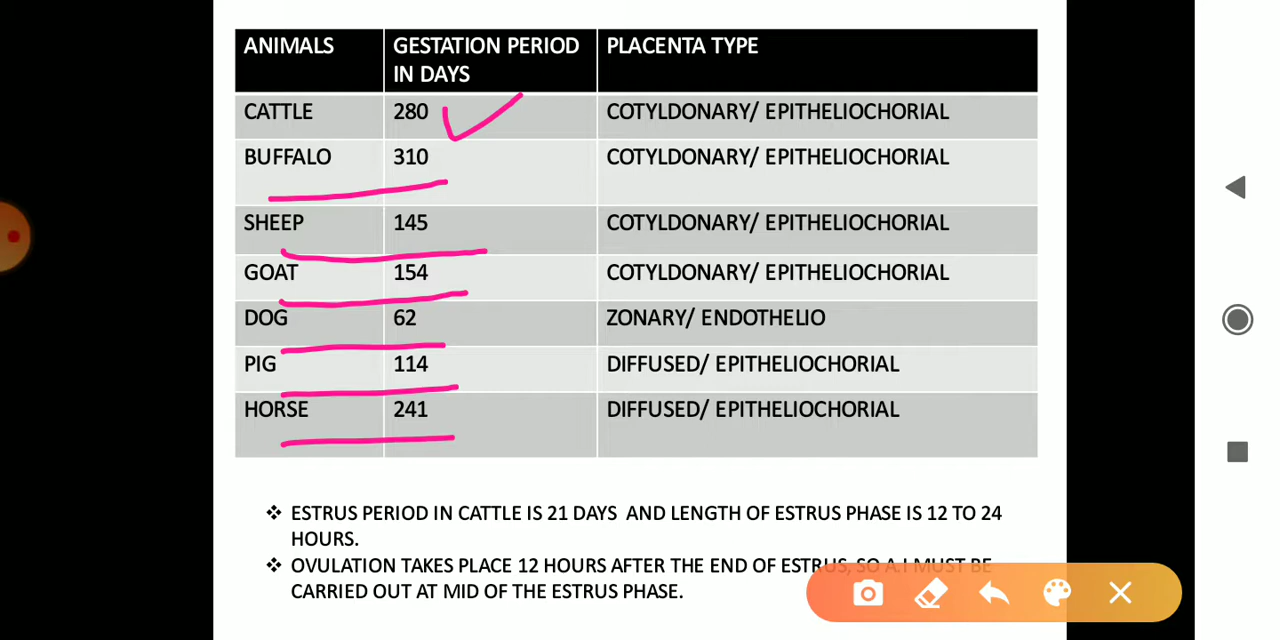 ANIMALS GESTATION PERIOD IN DAYS PLACENTA TYPE
CATTLE 280 COTYLDONARY/ EPITHELIOCHORIAL
BUFFALO 310 COTYLDONARY/ EPITHELIOCHORIAL
SHEEP 145 COTYLDONARY/ EPITHELIOCHORIAL
GOAT 154 COTYLDONARY/ EPITHELIOCHORIAL
DOG 62 ZONARY/ ENDOTHELIO
PIG 114 DIFFUSED/ EPITHELIOCHORIAL
HORSE 241 DIFFUSED/ EPITHELIOCHORIAL
❖ ESTRUS PERIOD IN CATTLE IS 21 DAYS AND LENGTH OF ESTRUS PHASE IS 12 TO 24
HOURS.
❖ OVULATION TAKES PLACE 12 HOURS AFTER THE END OF ESTRUS, SO A.I MUST BE
CARRIED OUT AT MID OF THE ESTRUS PHASE.